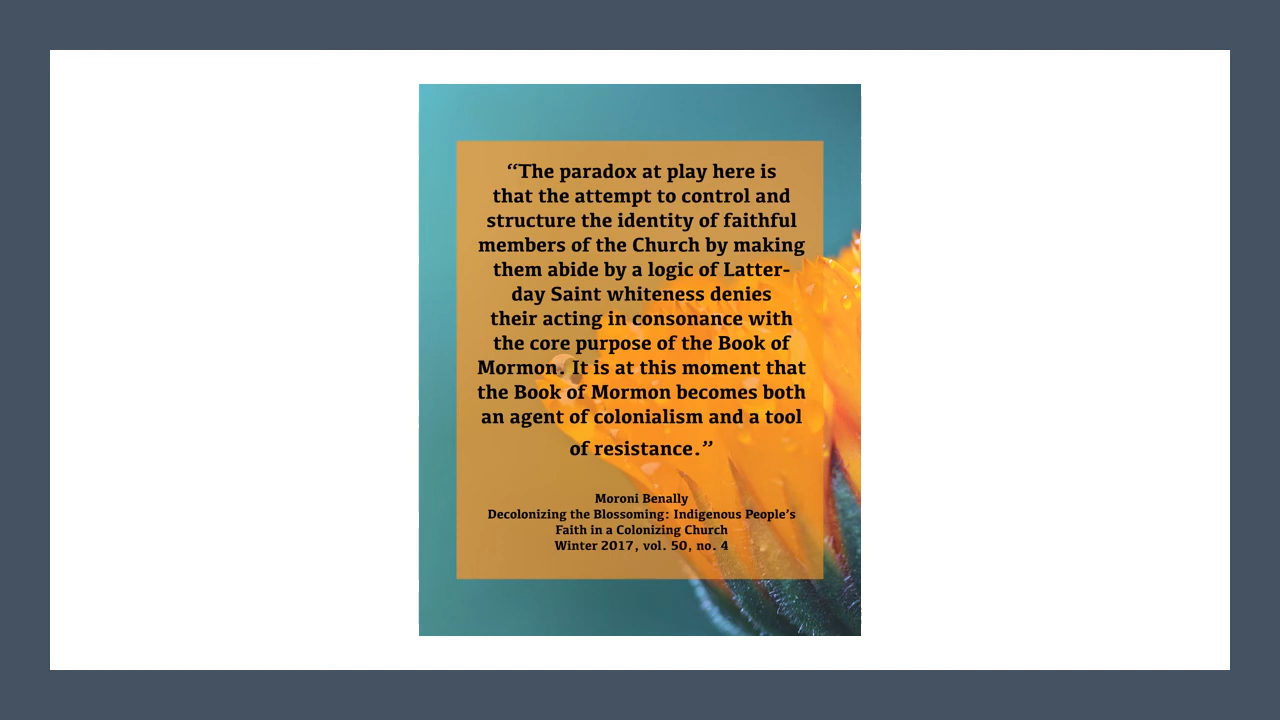 “The paradox at play here is
that the attempt to control and
structure the identity of faithful
members of the Church by making
them abide by a logic of Latter-
day Saint whiteness denies
their acting in consonance with
the core purpose of the Book of
Mormon. It is at this moment that
the Book of Mormon becomes both
an agent of colonialism and a tool
of resistance.”
Moroni Benally
Decolonizing the Blossoming: Indigenous People’s
Faith in a Colonizing Church
Winter 2017, vol. 50, no. 4